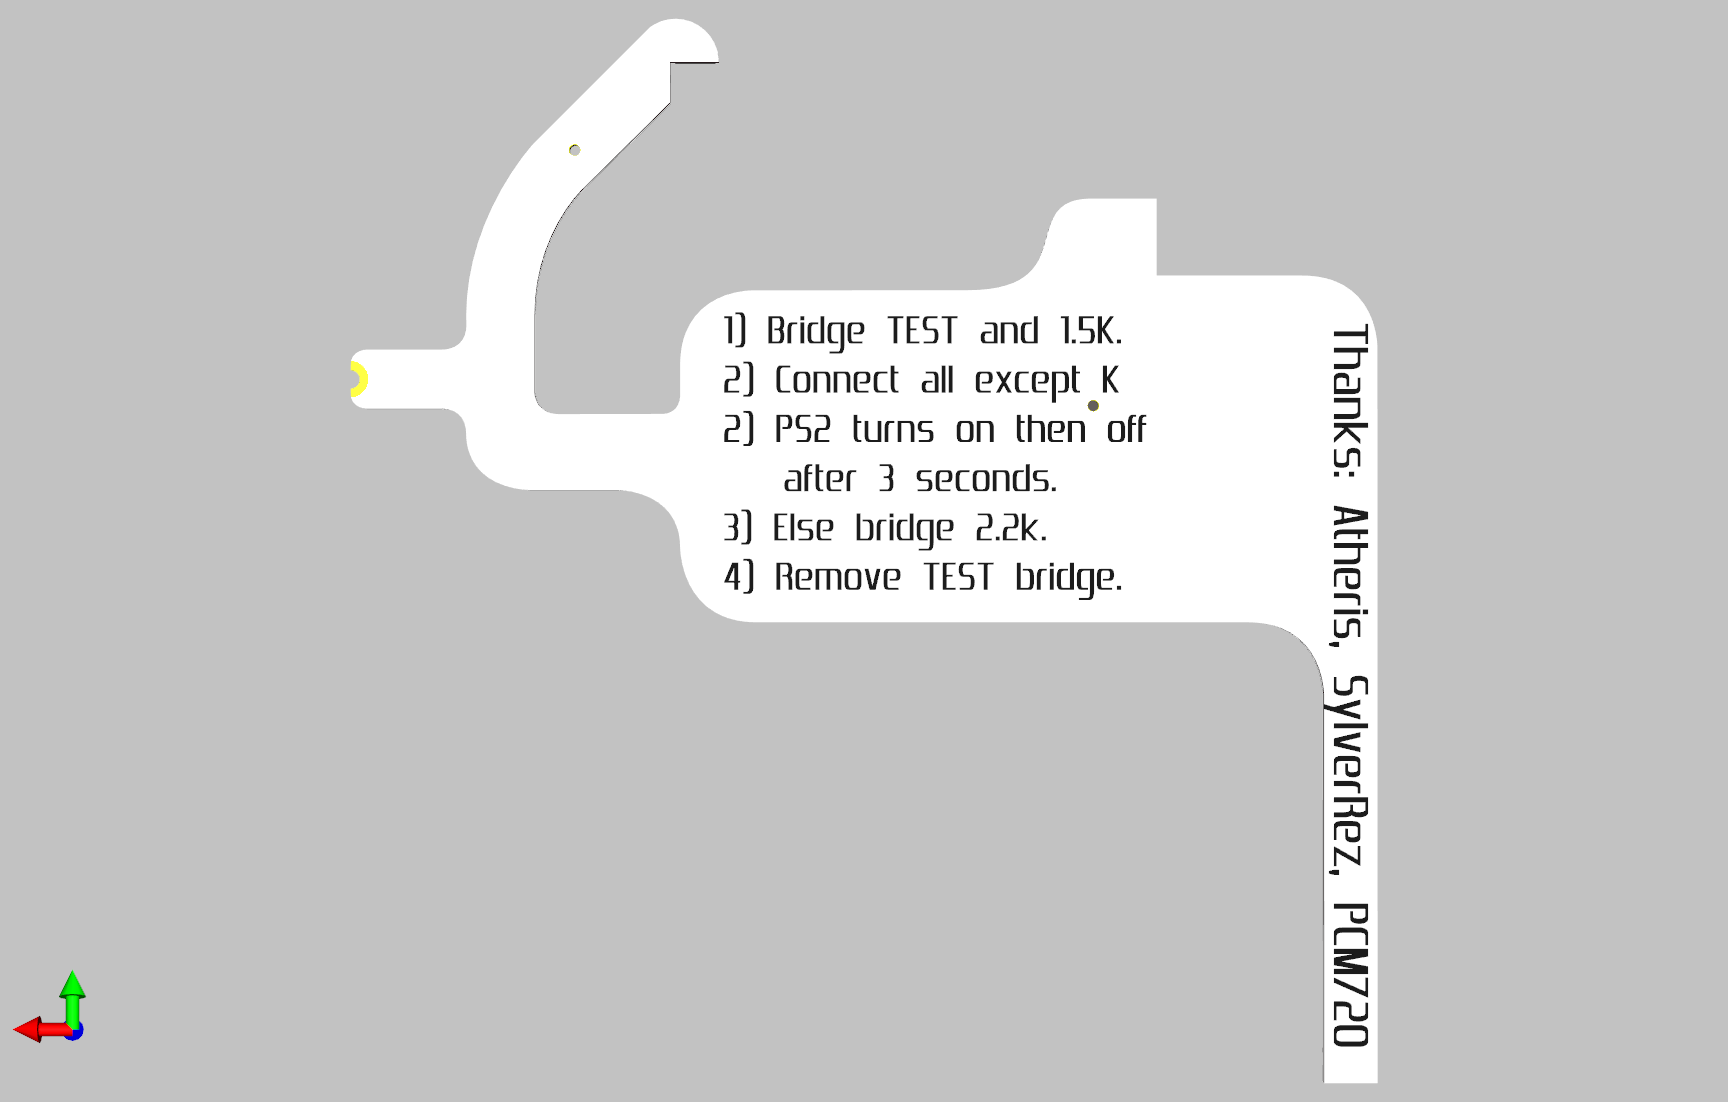 1) Bridge TEST and 1.5K.
2) Connect all except K
2) PS2 turns on then off
after 3 seconds.
3) Else bridge 2.2k.
4) Remove TEST bridge.
Thanks: Atheris, SylverRez, PCM720